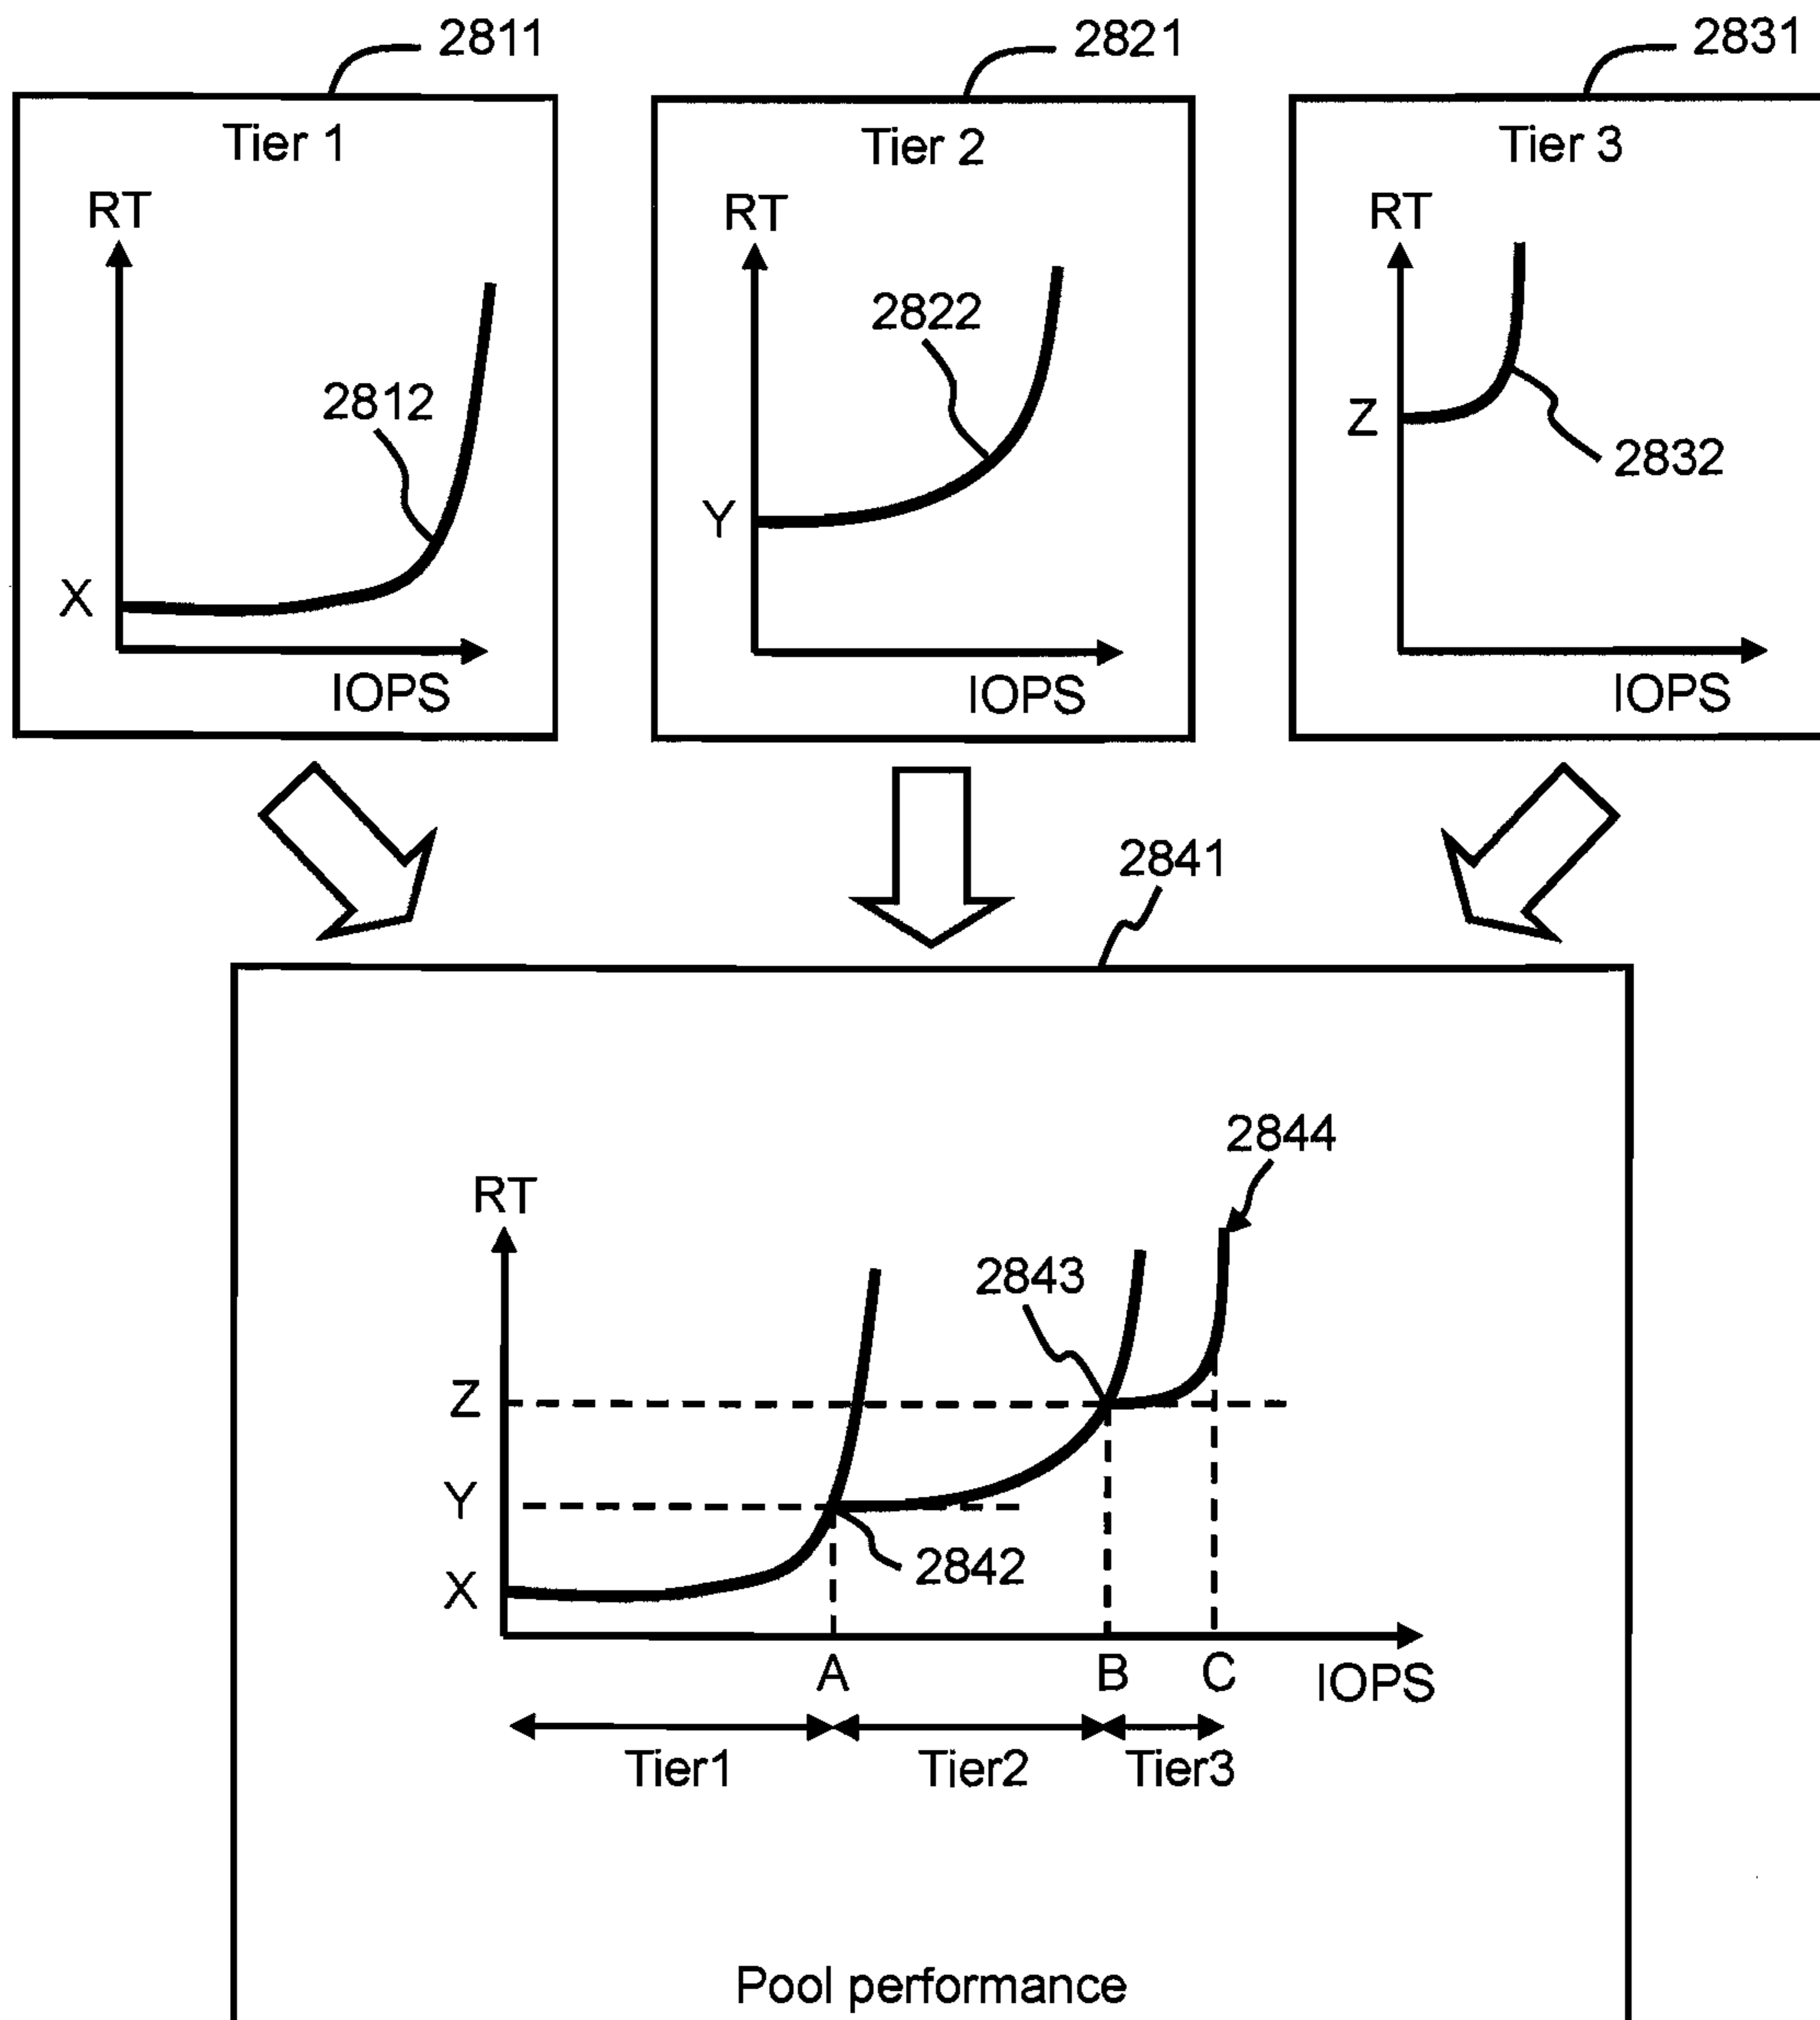 2811
2821
2831
Tier 1
Tier 2
Tier 3
RT
RT
RT
2812
2822
2832
X
Y
Z
IOPS
IOPS
IOPS
2841
2844
RT
2843
Z
Y
2842
X
A
B
C
IOPS
Tier1
Tier2
Tier3
Pool performance